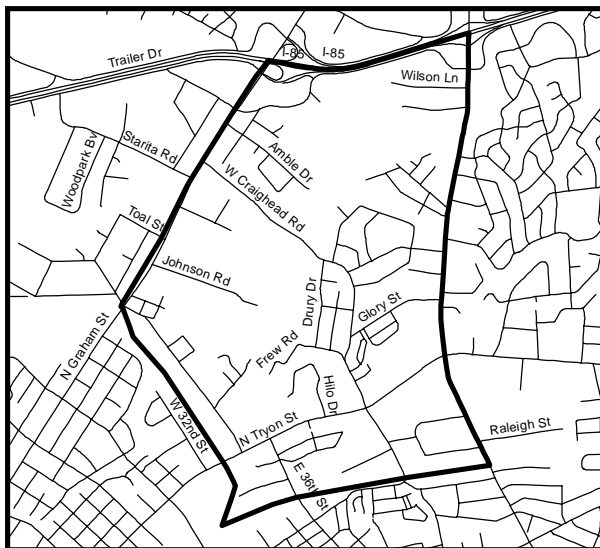 I-85
I-85
Trailer Dr
Wilson Ln
Starita Rd
Amble Dr
Woodpark Bv
W Craighead Rd
Toal St
Johnson Rd
Drury Dr
Glory St
N Graham St
Frew Rd
Hilo Dr
W 32nd St
N Tryon St
Raleigh St
E 36th St